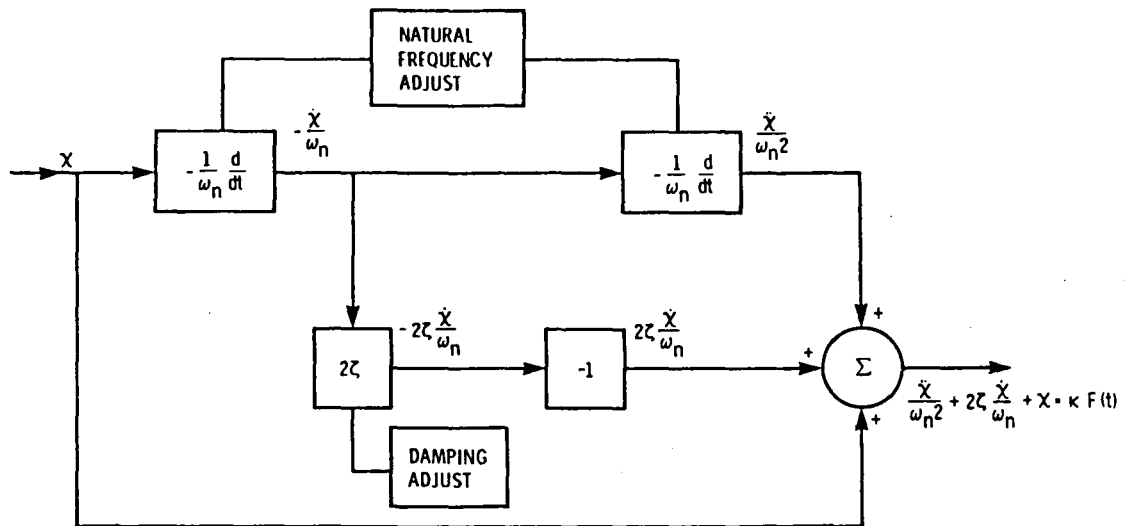 NATURAL
FREQUENCY
ADJUST
χ
-1/ωn d/dt
-χ̇/ωn
-1/ωn d/dt
χ̈/ωn2
2ζ
-2ζ χ̇/ωn
-1
2ζ χ̇/ωn
+
+
Σ
+
χ̈/ωn2 + 2ζ χ̇/ωn + χ = κ F(t)
DAMPING
ADJUST